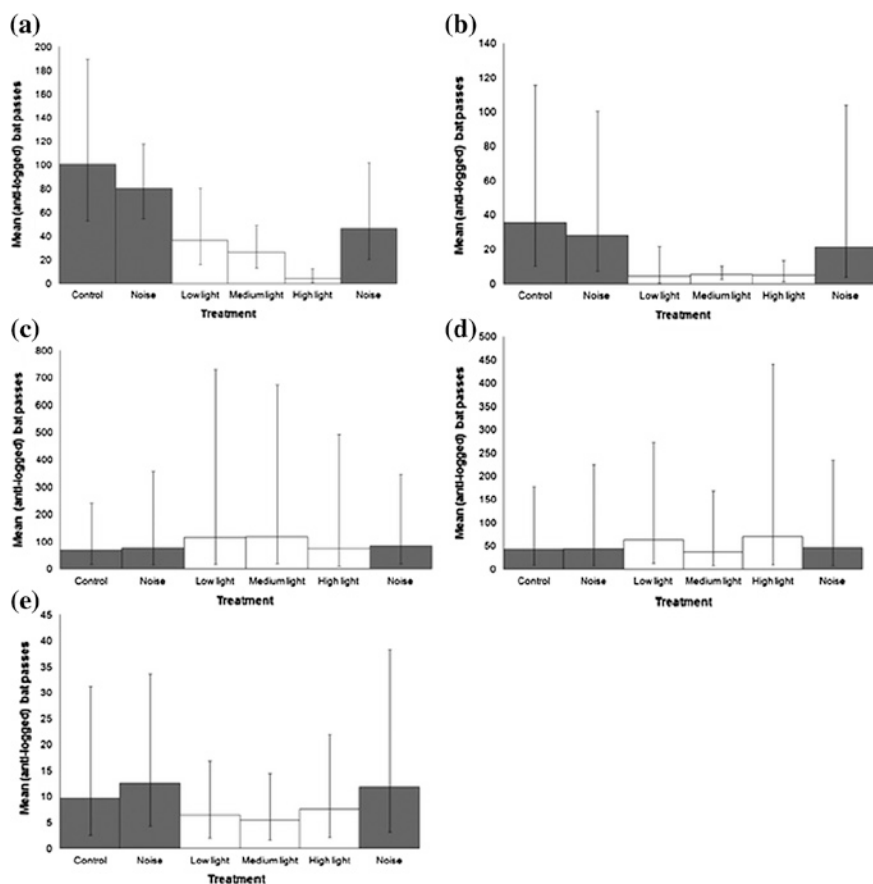 (a)
Mean (anti-logged) bat passes
200
180
160
140
120
100
80
60
40
20
0
Control Noise Low light Medium light High light Noise
Treatment
(b)
Mean (anti-logged) bat passes
140
120
100
80
60
40
20
0
Control Noise Low light Medium light High light Noise
Treatment
(c)
Mean (anti-logged) bat passes
800
700
600
500
400
300
200
100
0
Control Noise Low light Medium light High light Noise
Treatment
(d)
Mean (anti-logged) bat passes
500
450
400
350
300
250
200
150
100
50
0
Control Noise Low light Medium light High light Noise
Treatment
(e)
Mean (anti-logged) bat passes
45
40
35
30
25
20
15
10
5
0
Control Noise Low light Medium light High light Noise
Treatment